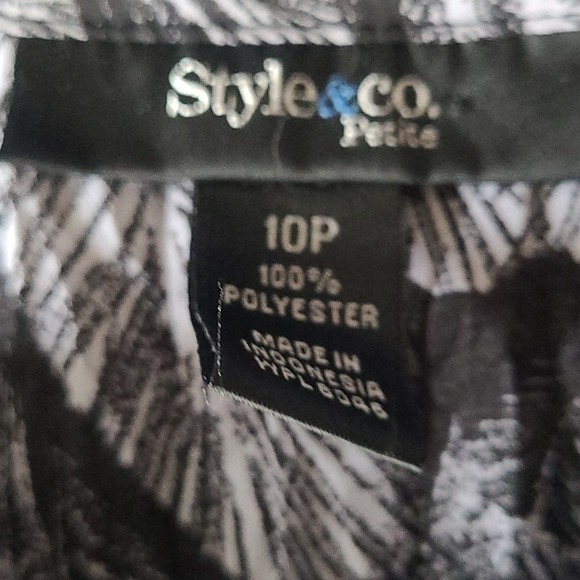 Style&co.
Petite
10P
100%
POLYESTER
MADE IN
INDONESIA